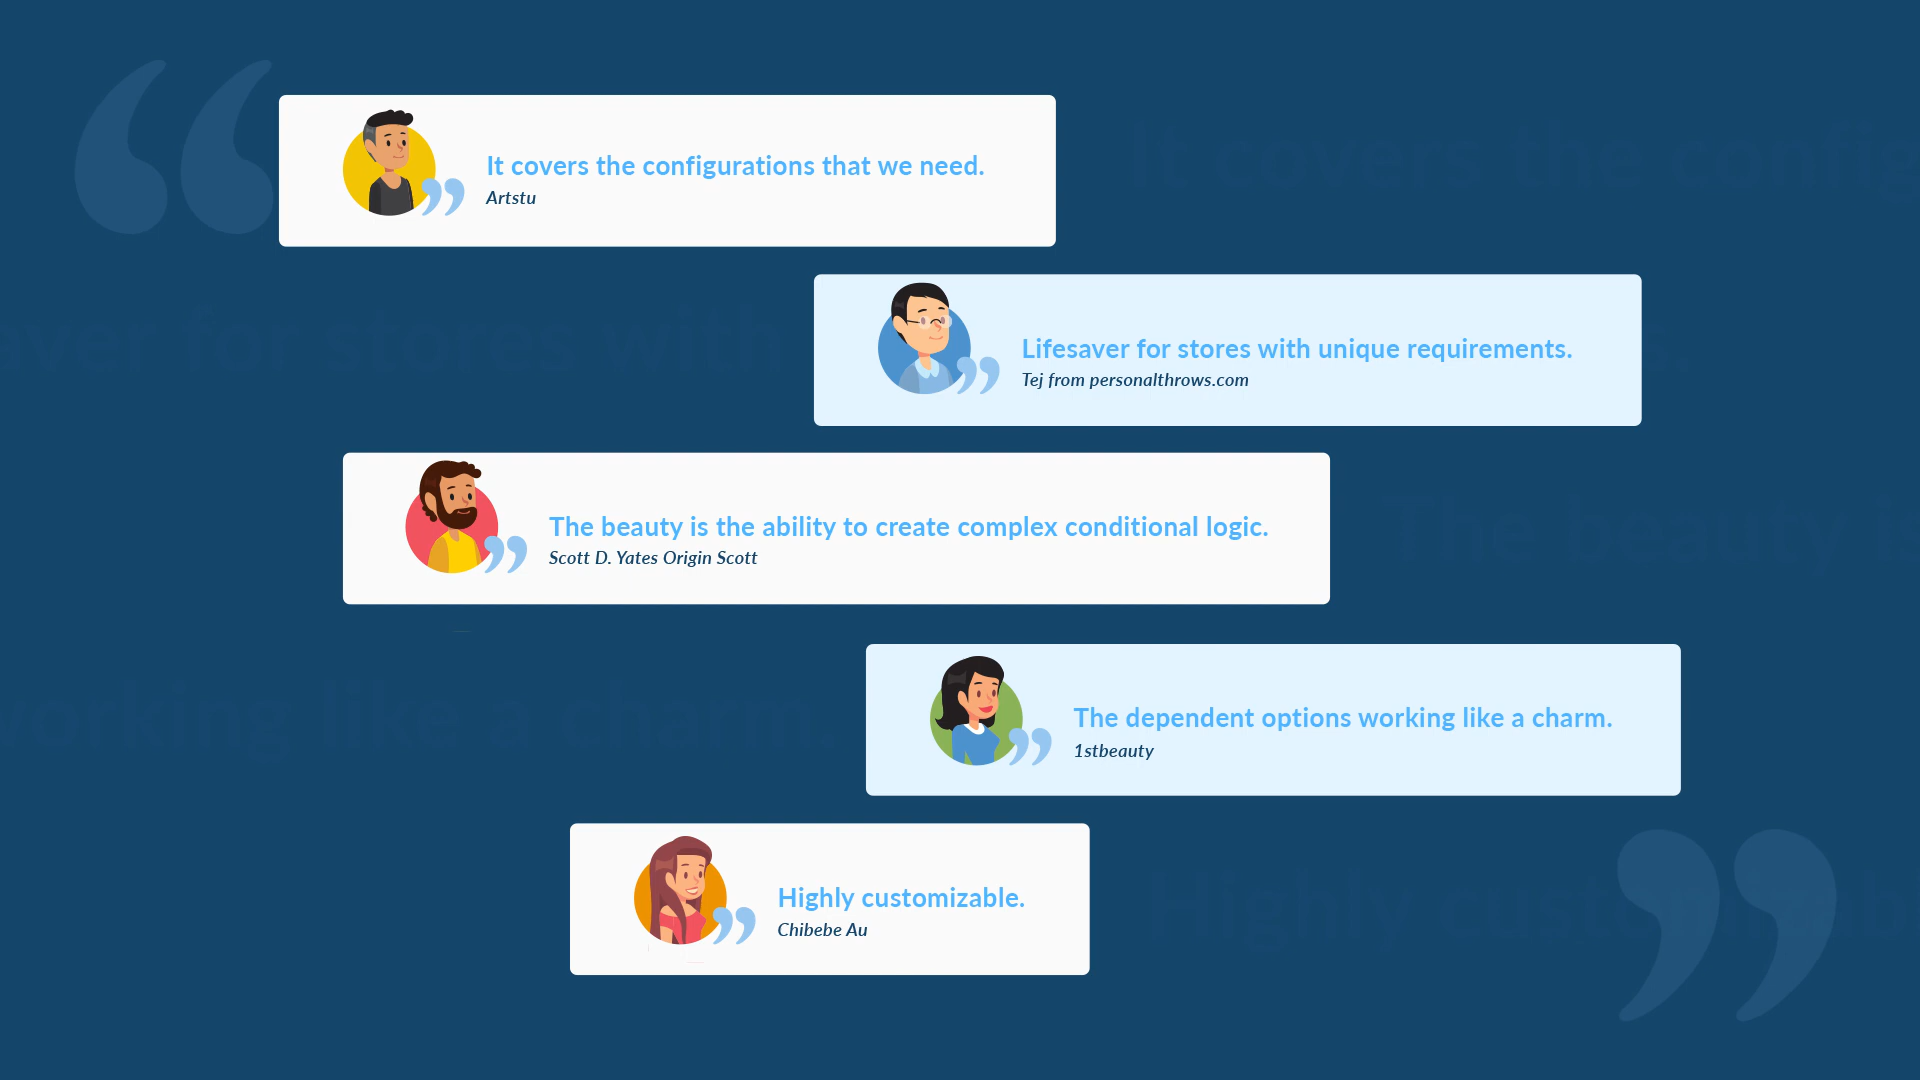 It covers the configurations that we need.
Artstu
Lifesaver for stores with unique requirements.
Tej from personalthrows.com
The beauty is the ability to create complex conditional logic.
Scott D. Yates Origin Scott
The dependent options working like a charm.
1stbeauty
Highly customizable.
Chibebe Au